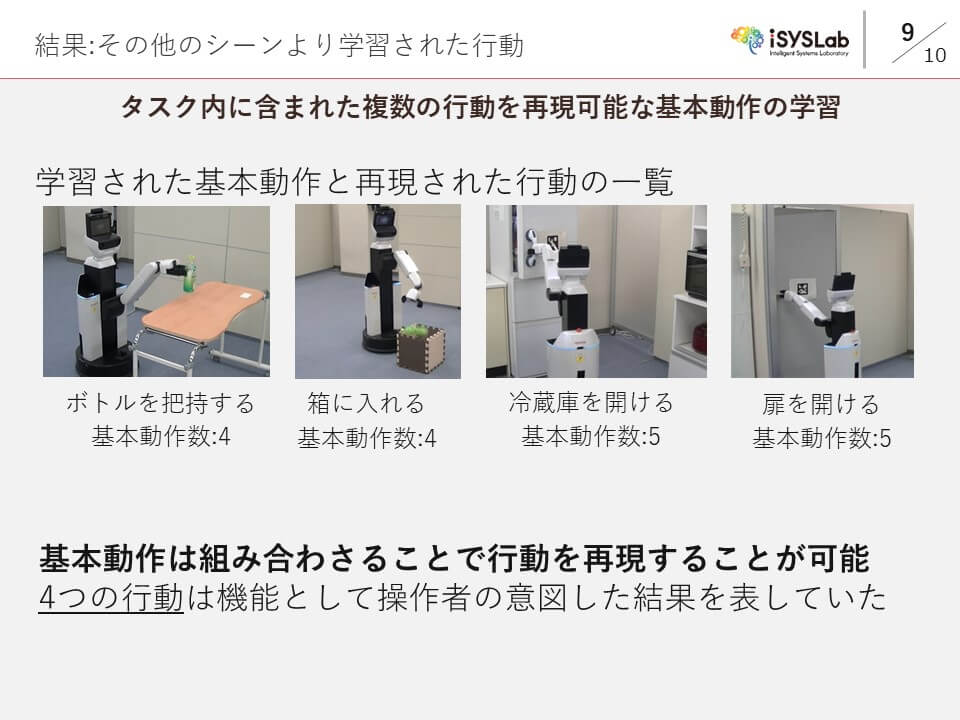 結果:その他のシーンより学習された行動
iSYSLab
Intelligent Systems Laboratory
9
10
タスク内に含まれた複数の行動を再現可能な基本動作の学習
学習された基本動作と再現された行動の一覧
ボトルを把持する
基本動作数:4
箱に入れる
基本動作数:4
冷蔵庫を開ける
基本動作数:5
扉を開ける
基本動作数:5
基本動作は組み合わさることで行動を再現することが可能
4つの行動は機能として操作者の意図した結果を表していた